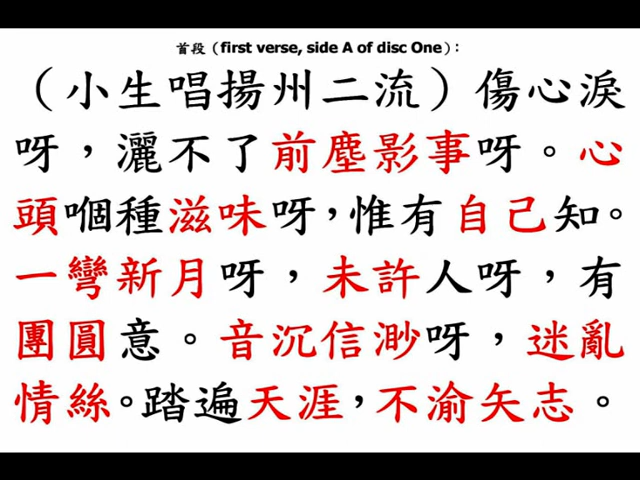 首段（first verse, side A of disc One）：
（小生唱揚州二流）傷心淚
呀，灑不了前塵影事呀。心
頭嗰種滋味呀，惟有自己知。
一彎新月呀，未許人呀，有
團圓意。音沉信渺呀，迷亂
情絲。踏遍天涯，不渝矢志。